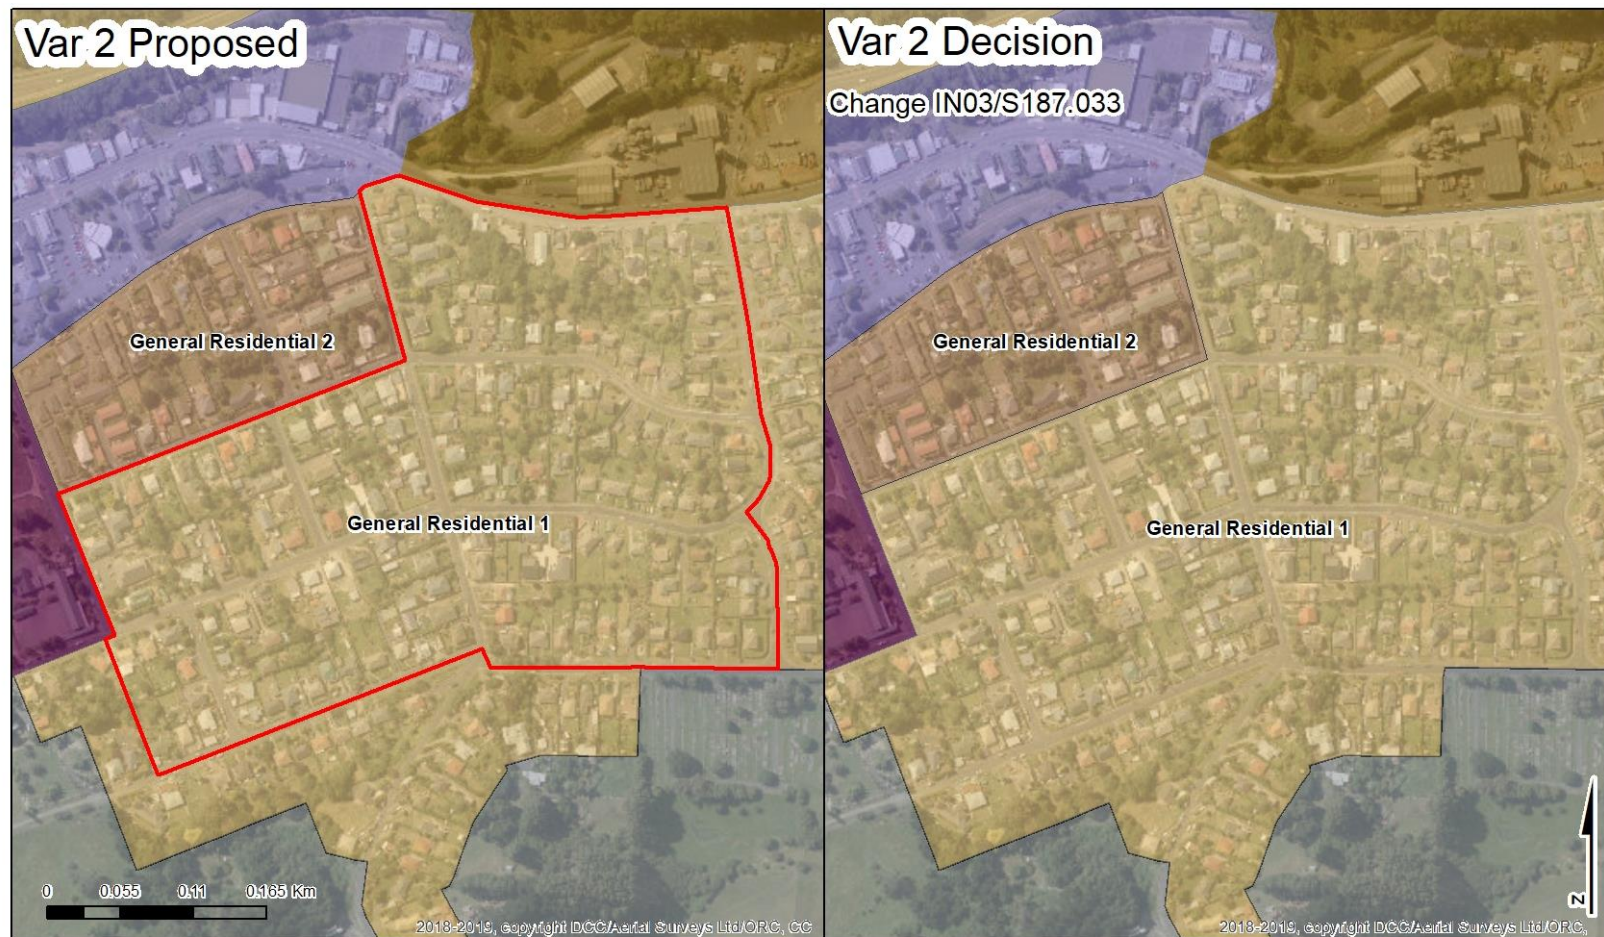 Var 2 Proposed
General Residential 2
General Residential 1
0 0.055 0.11 0.165 Km
2018-2019, copyright DCC/Aerial Surveys Ltd/ORC, CC
Var 2 Decision
Change IN03/S187.033
General Residential 2
General Residential 1
N
2018-2019, copyright DCC/Aerial Surveys Ltd/ORC,